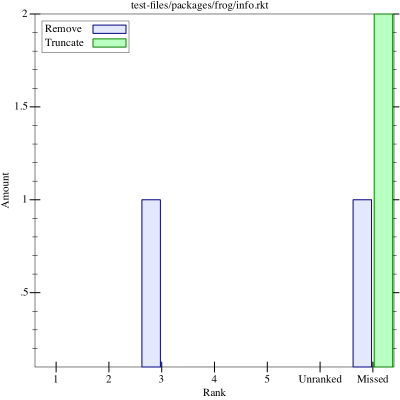 test-files/packages/frog/info.rkt
Remove
Truncate
2
1.5
1
.5
Amount
1 2 3 4 5 Unranked Missed
Rank